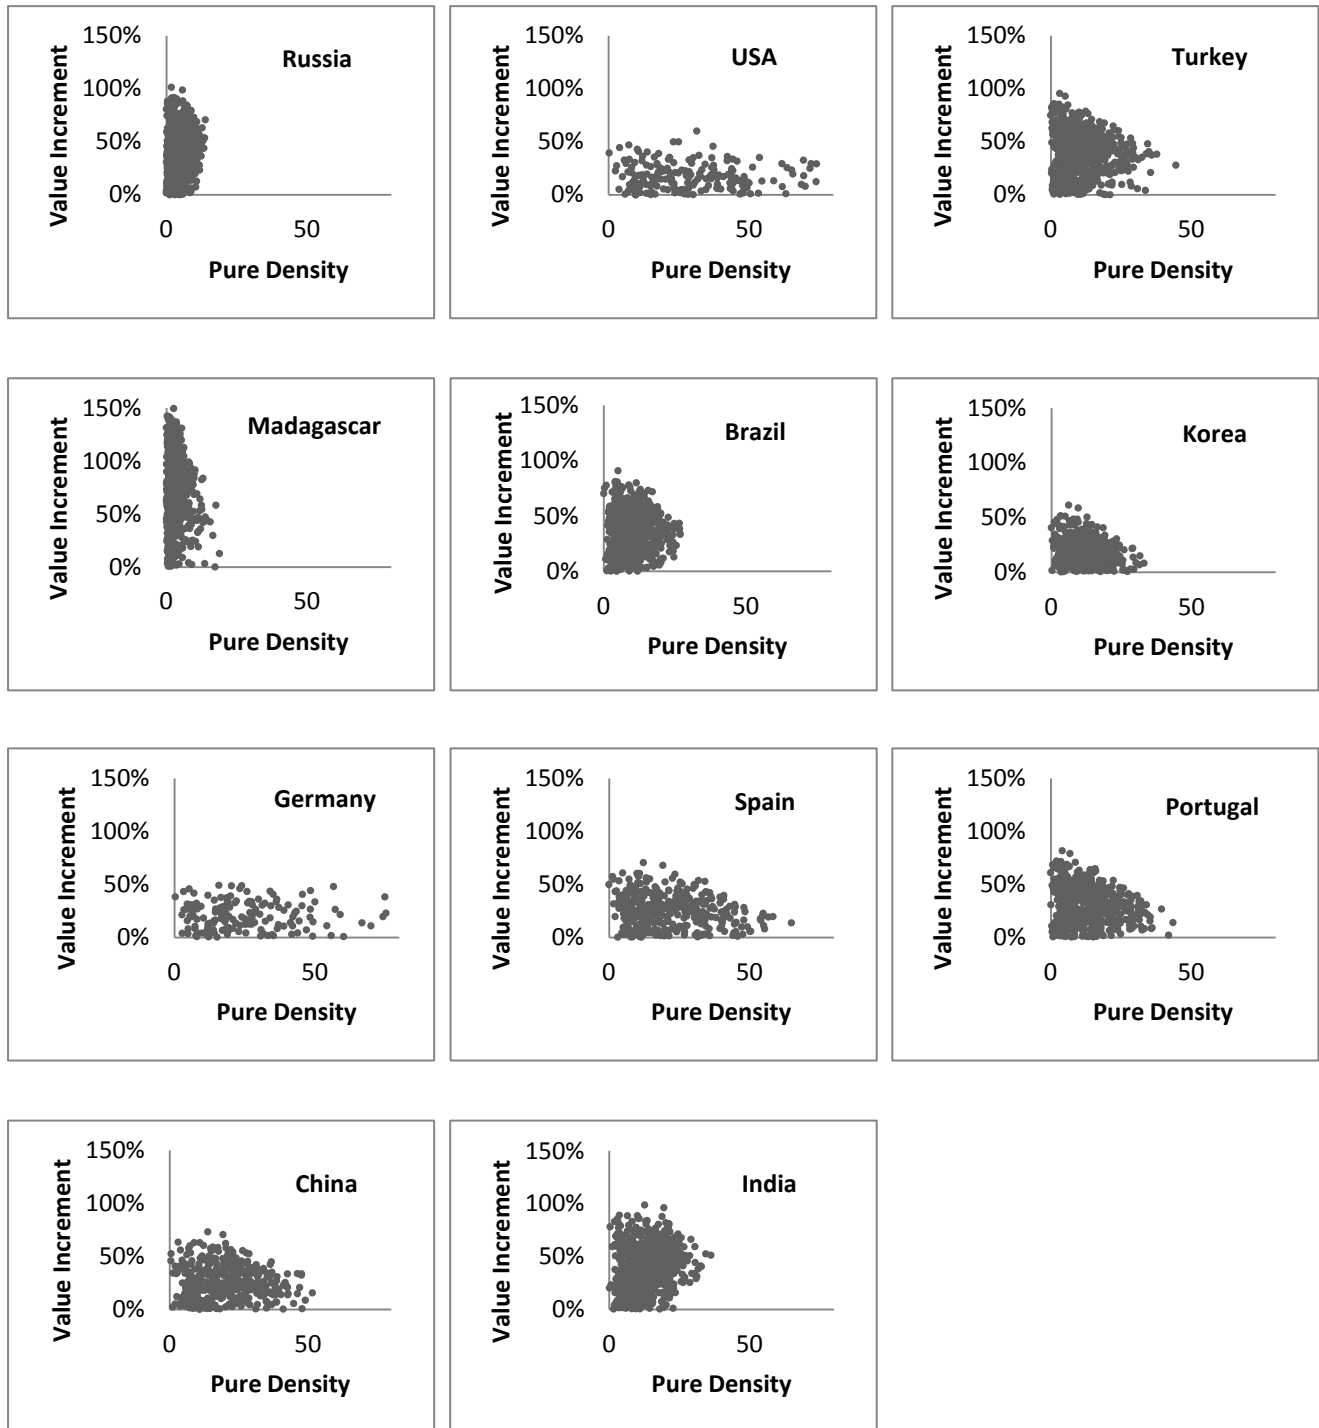 Russia
Value Increment
150%
100%
50%
0%
0
50
Pure Density
USA
Value Increment
150%
100%
50%
0%
0
50
Pure Density
Turkey
Value Increment
150%
100%
50%
0%
0
50
Pure Density
Madagascar
Value Increment
150%
100%
50%
0%
0
50
Pure Density
Brazil
Value Increment
150%
100%
50%
0%
0
50
Pure Density
Korea
Value Increment
150%
100%
50%
0%
0
50
Pure Density
Germany
Value Increment
150%
100%
50%
0%
0
50
Pure Density
Spain
Value Increment
150%
100%
50%
0%
0
50
Pure Density
Portugal
Value Increment
150%
100%
50%
0%
0
50
Pure Density
China
Value Increment
150%
100%
50%
0%
0
50
Pure Density
India
Value Increment
150%
100%
50%
0%
0
50
Pure Density